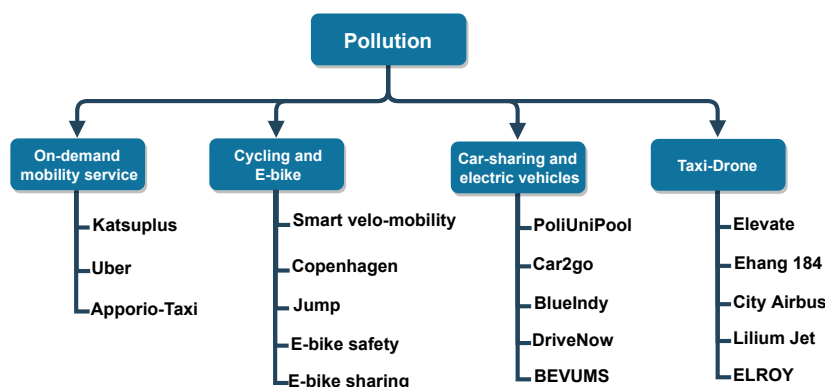 Pollution
On-demand
mobility service
Cycling and
E-bike
Car-sharing and
electric vehicles
Taxi-Drone
Katsuplus
Uber
Apporio-Taxi
Smart velo-mobility
Copenhagen
Jump
E-bike safety
E-bike sharing
PoliUniPool
Car2go
BlueIndy
DriveNow
BEVUMS
Elevate
Ehang 184
City Airbus
Lilium Jet
ELROY